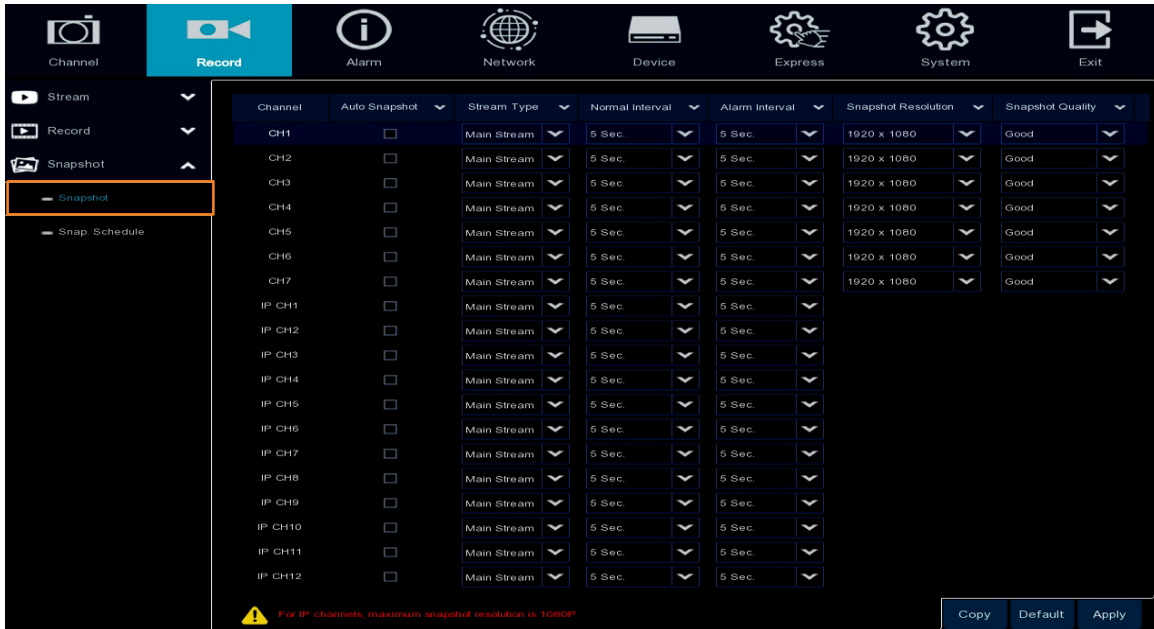 Channel Record Alarm Network Device Express System Exit
Stream
Record
Snapshot
Snapshot
Snap. Schedule
Channel Auto Snapshot Stream Type Normal Interval Alarm Interval Snapshot Resolution Snapshot Quality
CH1 Main Stream 5 Sec. 5 Sec. 1920 x 1080 Good
CH2 Main Stream 5 Sec. 5 Sec. 1920 x 1080 Good
CH3 Main Stream 5 Sec. 5 Sec. 1920 x 1080 Good
CH4 Main Stream 5 Sec. 5 Sec. 1920 x 1080 Good
CH5 Main Stream 5 Sec. 5 Sec. 1920 x 1080 Good
CH6 Main Stream 5 Sec. 5 Sec. 1920 x 1080 Good
CH7 Main Stream 5 Sec. 5 Sec. 1920 x 1080 Good
IP CH1 Main Stream 5 Sec. 5 Sec.
IP CH2 Main Stream 5 Sec. 5 Sec.
IP CH3 Main Stream 5 Sec. 5 Sec.
IP CH4 Main Stream 5 Sec. 5 Sec.
IP CH5 Main Stream 5 Sec. 5 Sec.
IP CH6 Main Stream 5 Sec. 5 Sec.
IP CH7 Main Stream 5 Sec. 5 Sec.
IP CH8 Main Stream 5 Sec. 5 Sec.
IP CH9 Main Stream 5 Sec. 5 Sec.
IP CH10 Main Stream 5 Sec. 5 Sec.
IP CH11 Main Stream 5 Sec. 5 Sec.
IP CH12 Main Stream 5 Sec. 5 Sec.
For IP channels, maximum snapshot resolution is 1080P
Copy Default Apply